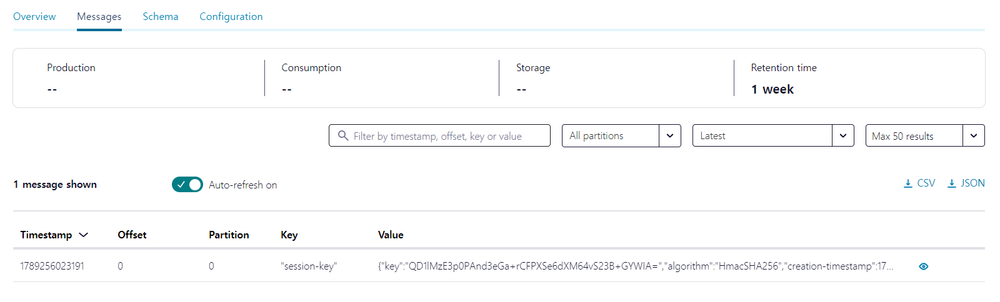 Overview Messages Schema Configuration
Production Consumption Storage Retention time
-- -- -- 1 week
Filter by timestamp, offset, key or value All partitions Latest Max 50 results
1 message shown Auto-refresh on CSV JSON
Timestamp Offset Partition Key Value
1789256023191 0 0 "session-key" {"key":"QD1lMzE3p0PAnd3eGa+rCFPXSe6dXM64vS23B+GYWIA=","algorithm":"HmacSHA256","creation-timestamp":17...